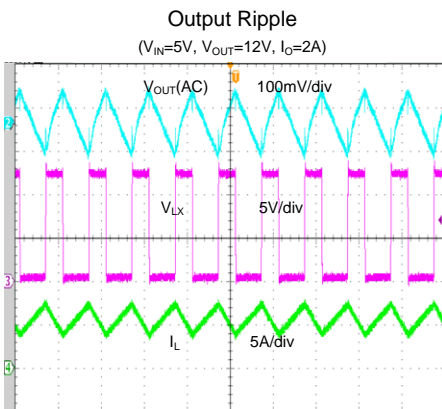 Output Ripple
(VIN=5V, VOUT=12V, IO=2A)
T
VOUT(AC) 100mV/div
2
VLX 5V/div
3
IL 5A/div
4